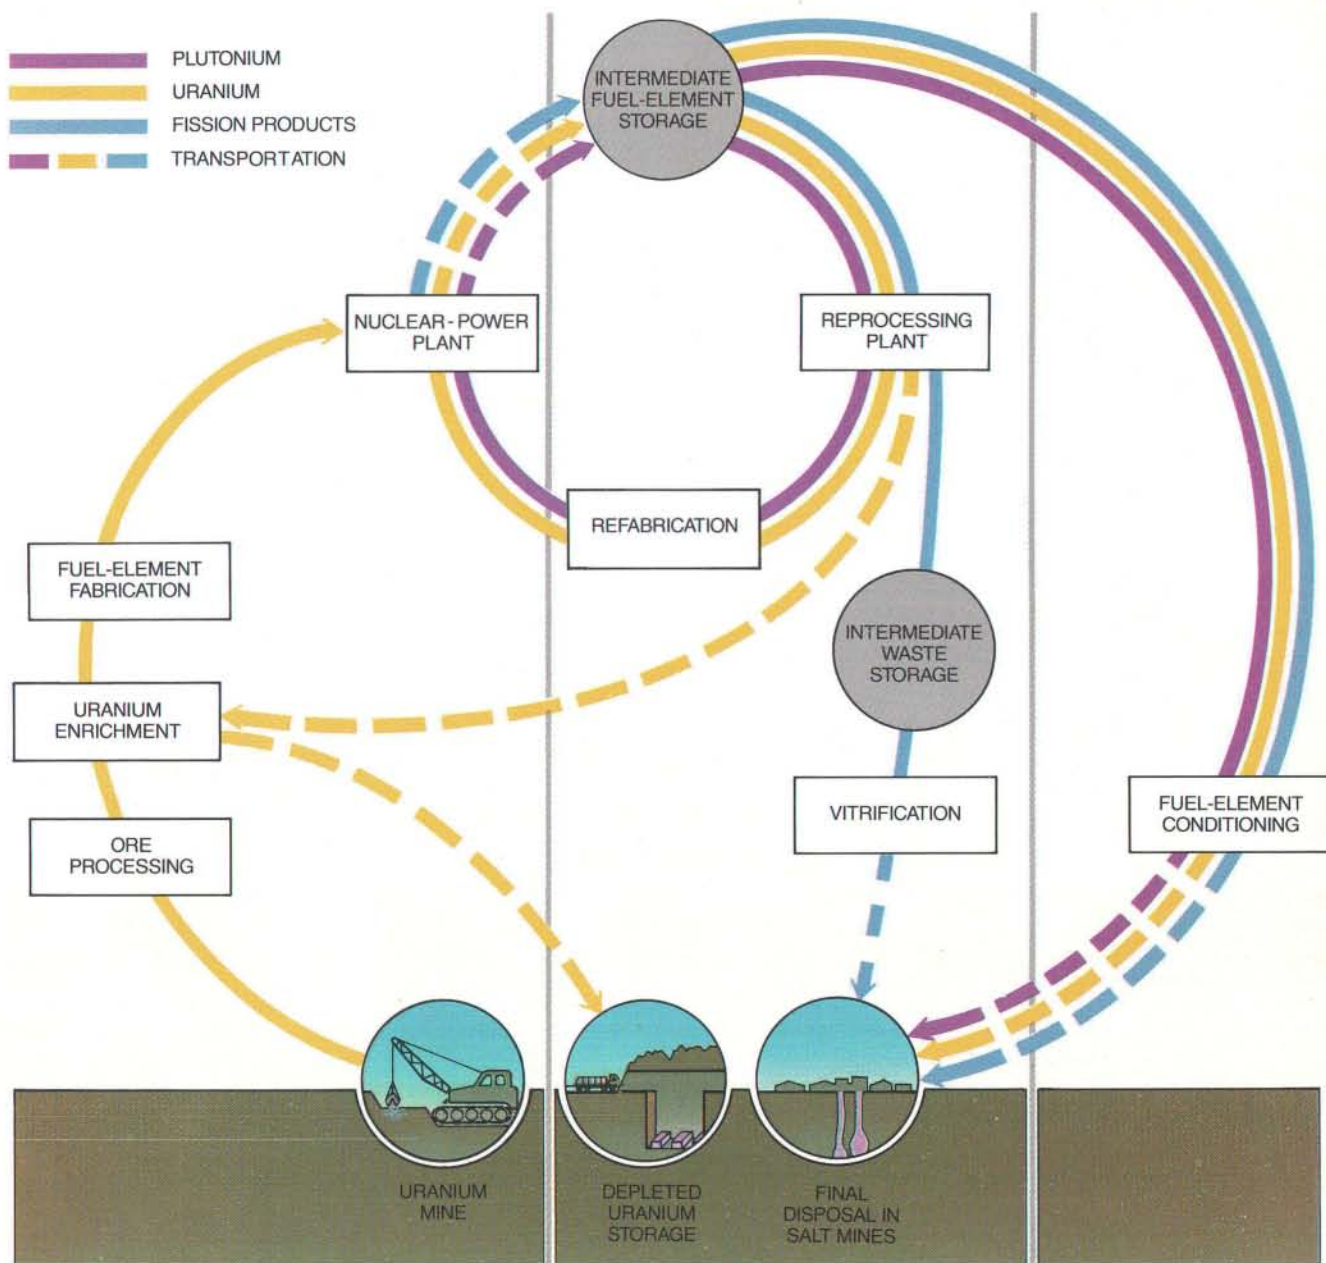 PLUTONIUM
URANIUM
FISSION PRODUCTS
TRANSPORTATION
INTERMEDIATE
FUEL-ELEMENT
STORAGE
NUCLEAR-POWER
PLANT
REPROCESSING
PLANT
REFABRICATION
FUEL-ELEMENT
FABRICATION
INTERMEDIATE
WASTE
STORAGE
URANIUM
ENRICHMENT
VITRIFICATION
FUEL-ELEMENT
CONDITIONING
ORE
PROCESSING
URANIUM
MINE
DEPLETED
URANIUM
STORAGE
FINAL
DISPOSAL IN
SALT MINES